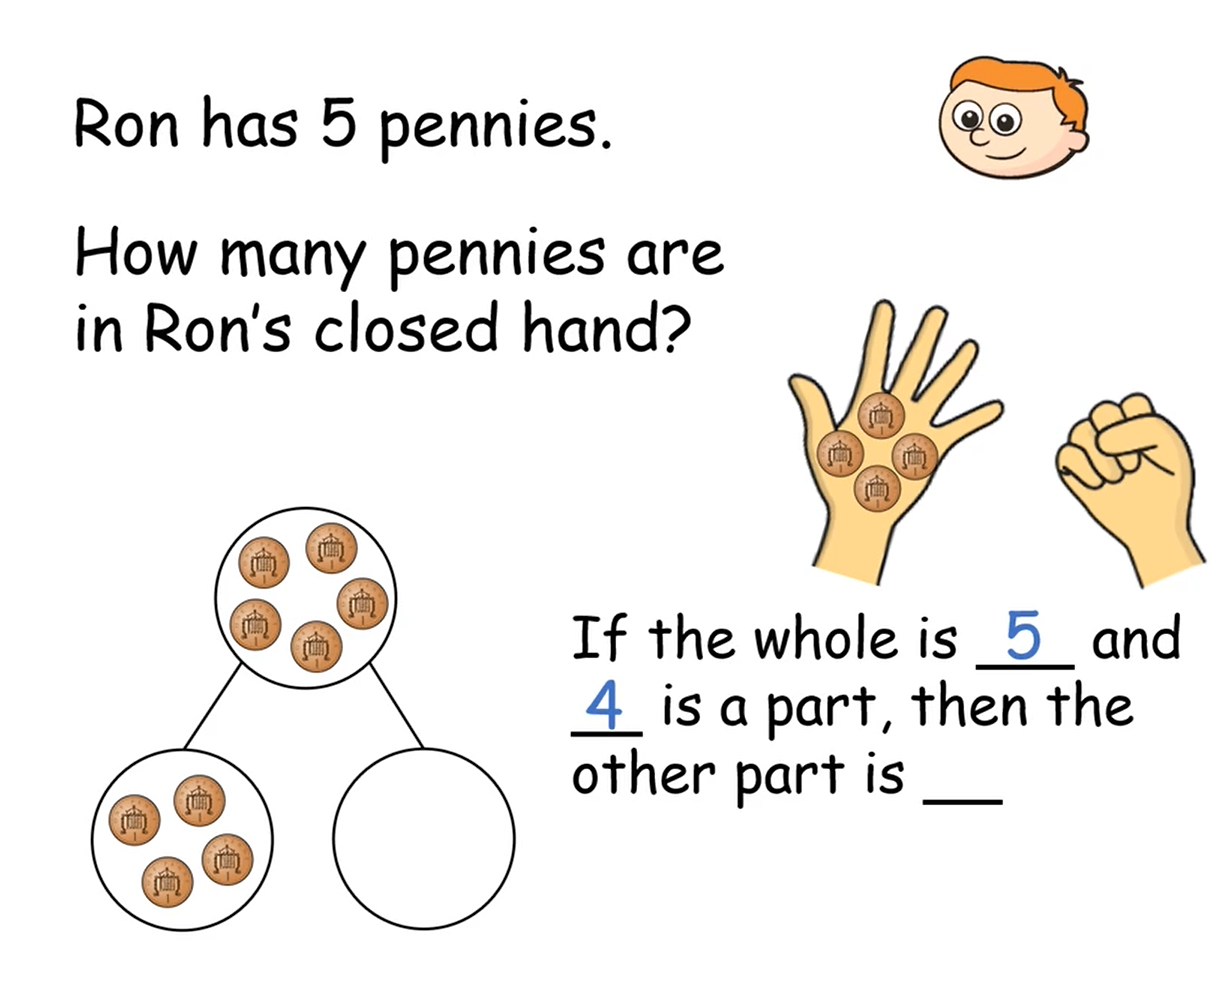 Ron has 5 pennies.
How many pennies are
in Ron's closed hand?
If the whole is 5 and
4 is a part, then the
other part is __